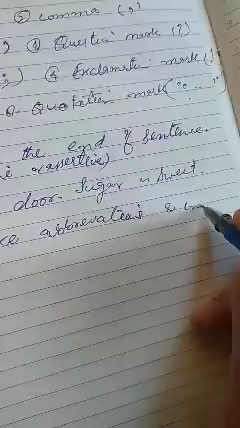 ⑤ comma (,)
④ Question mark (?)
;) ⑥ Exclamation mark (!
Quotation mark ("
the end of sentence.
(assertive)
door. Sugar is sweet.
abbreviations &